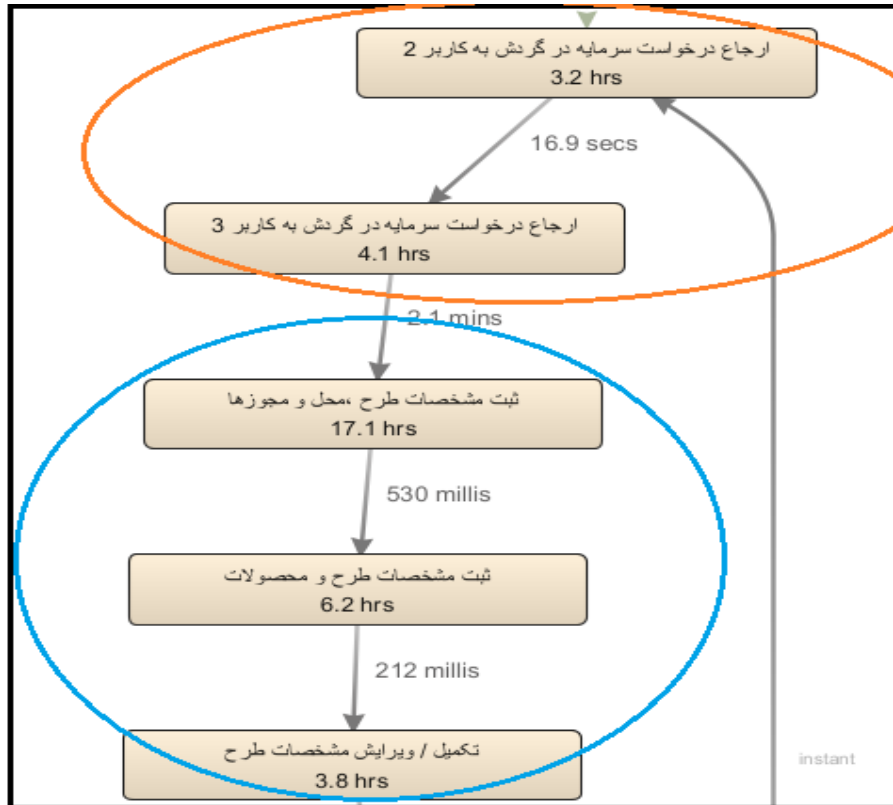 ارجاع درخواست سرمایه در گردش به کاربر 2
3.2 hrs
16.9 secs
ارجاع درخواست سرمایه در گردش به کاربر 3
4.1 hrs
2.1 mins
ثبت مشخصات طرح ،محل و مجوزها
17.1 hrs
530 millis
ثبت مشخصات طرح و محصولات
6.2 hrs
212 millis
تکمیل / ویرایش مشخصات طرح
3.8 hrs
instant